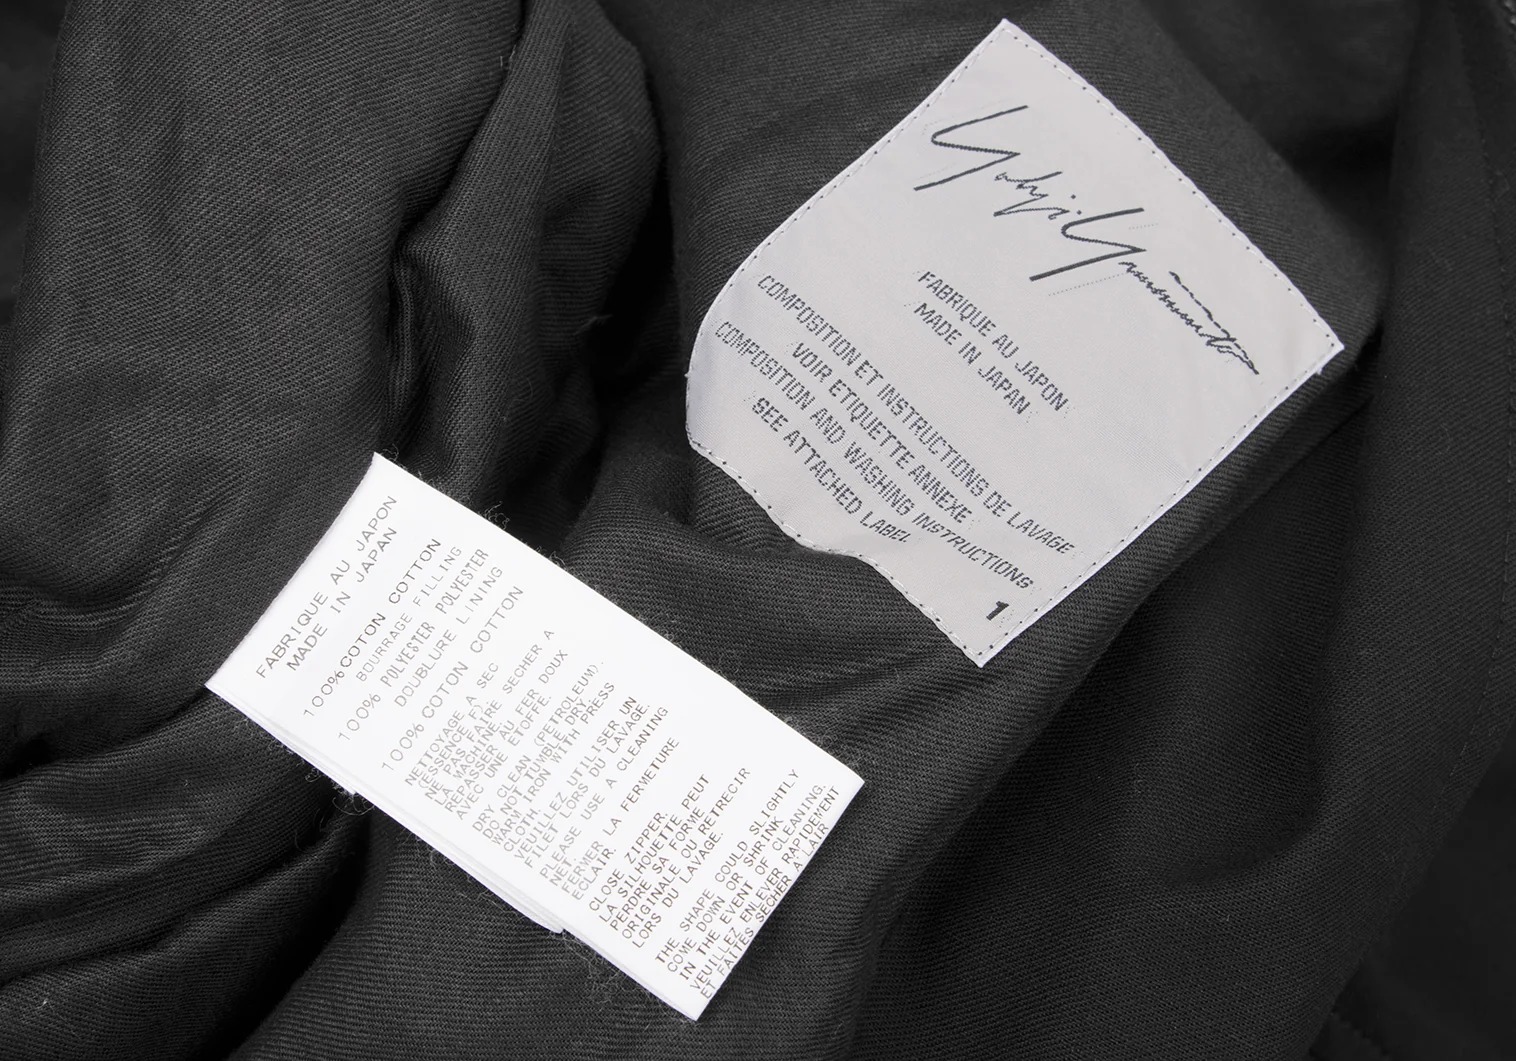 Yohji Yamamoto
FABRIQUE AU JAPON
MADE IN JAPAN
COMPOSITION ET INSTRUCTIONS DE LAVAGE
VOIR ETIQUETTE ANNEXE
COMPOSITION AND WASHING INSTRUCTIONS
SEE ATTACHED LABEL
1
FABRIQUE AU JAPON
MADE IN JAPAN
100% COTON COTTON
BOURRAGE FILLING
100% POLYESTER POLYESTER
DOUBLURE LINING
100% COTON COTTON
NETTOYAGE A SEC
(ESSENCE F)
NE PAS FAIRE SECHER A
LA MACHINE.
REPASSER AU FER DOUX
AVEC UNE ETOFFE.
DRY CLEAN (PETROLEUM).
DO NOT TUMBLE DRY.
WARM IRON WITH PRESS
CLOTH.
VEUILLEZ UTILISER UN
FILET LORS DU LAVAGE.
PLEASE USE A CLEANING
NET.
FERMER LA FERMETURE
ECLAIR.
CLOSE ZIPPER.
LA SILHOUETTE PEUT
PERDRE SA FORME
ORIGINALE OU RETRECIR
LORS DU LAVAGE.
THE SHAPE COULD SLIGHTLY
COME DOWN OR SHRINK
IN THE EVENT OF CLEANING.
VEUILLEZ ENLEVER RAPIDEMENT
ET FAITES SECHER A L'AIR